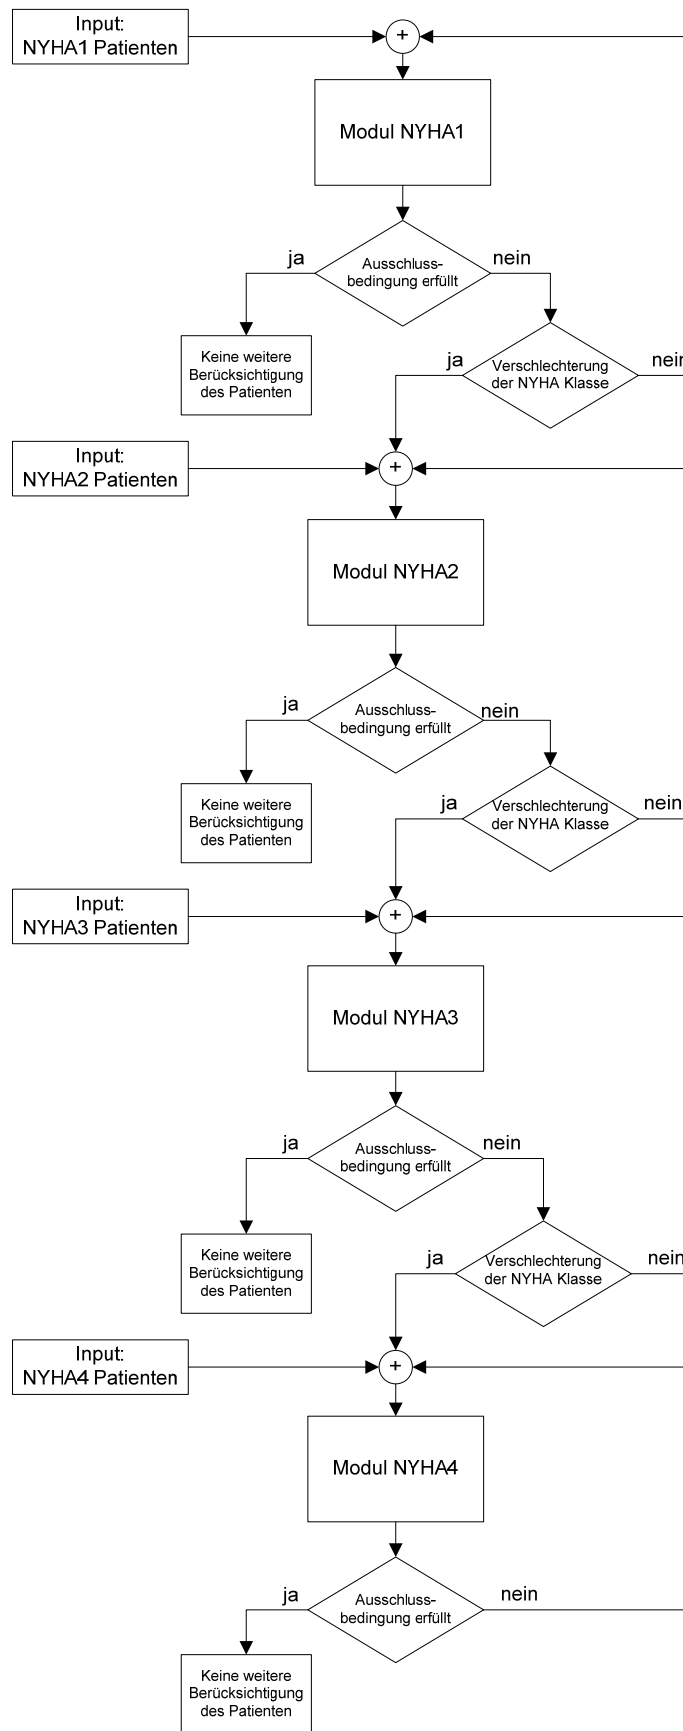 Input:
NYHA1 Patienten
+
Modul NYHA1
ja
Ausschluss-
bedingung erfüllt
nein
Keine weitere
Berücksichtigung
des Patienten
ja
Verschlechterung
der NYHA Klasse
nein
Input:
NYHA2 Patienten
+
Modul NYHA2
ja
Ausschluss-
bedingung erfüllt
nein
Keine weitere
Berücksichtigung
des Patienten
ja
Verschlechterung
der NYHA Klasse
nein
Input:
NYHA3 Patienten
+
Modul NYHA3
ja
Ausschluss-
bedingung erfüllt
nein
Keine weitere
Berücksichtigung
des Patienten
ja
Verschlechterung
der NYHA Klasse
nein
Input:
NYHA4 Patienten
+
Modul NYHA4
ja
Ausschluss-
bedingung erfüllt
nein
Keine weitere
Berücksichtigung
des Patienten